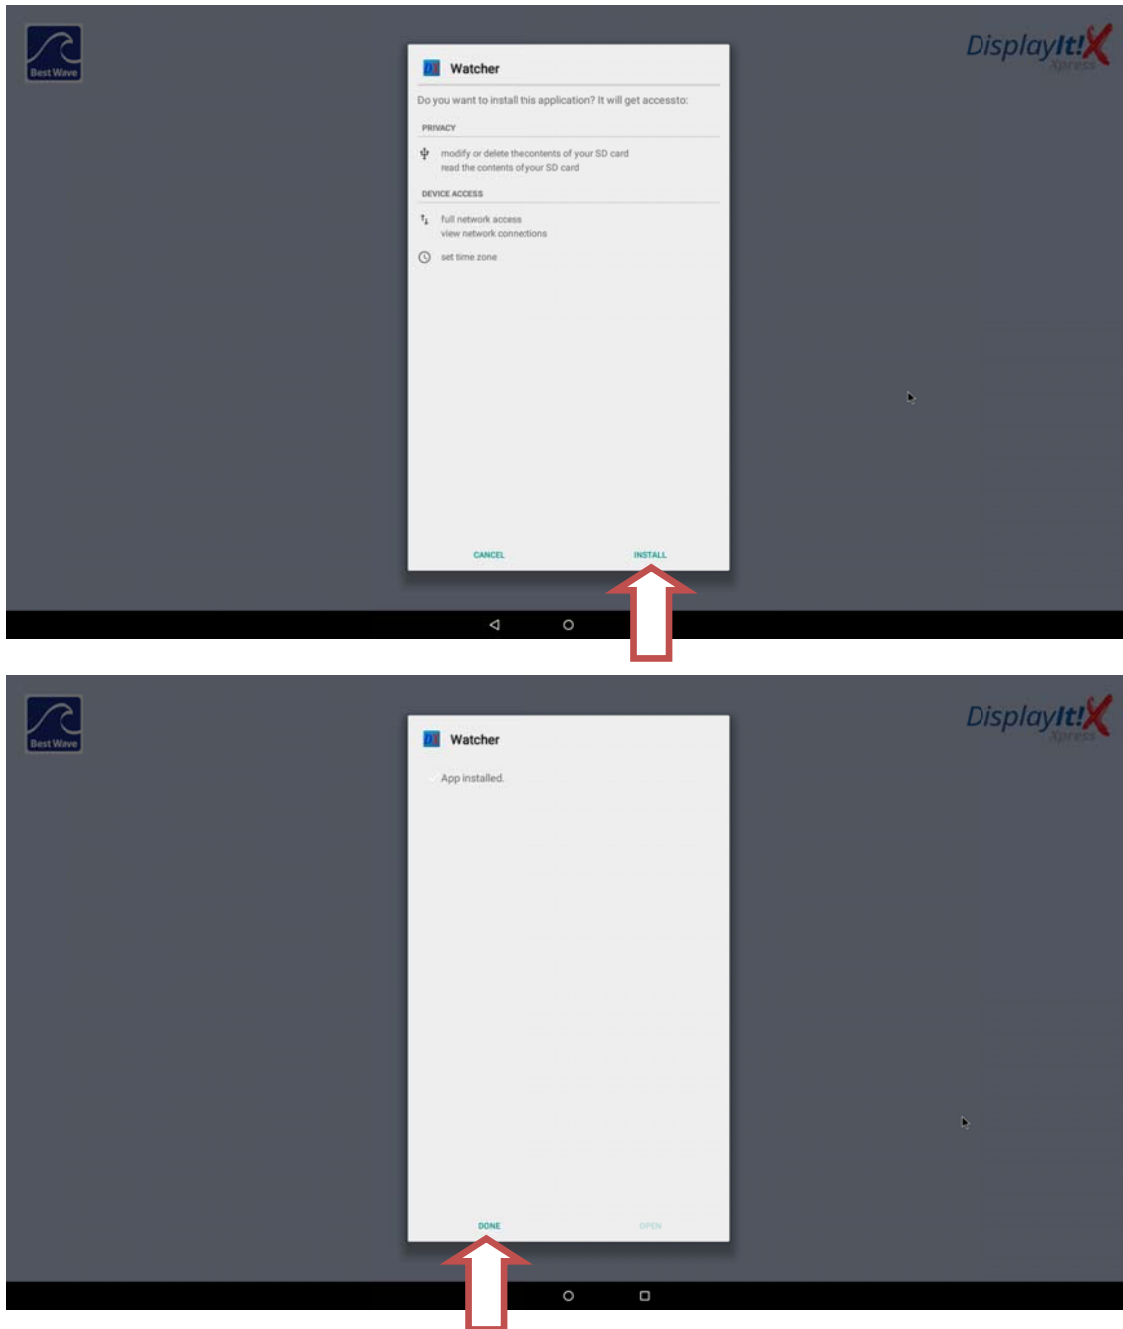 Best Wave
DisplayIt!X
Xpress
Watcher
Do you want to install this application? It will get accessto:
PRIVACY
modify or delete thecontents of your SD card
read the contents ofyour SD card
DEVICE ACCESS
full network access
view network connections
set time zone
CANCEL
INSTALL
Best Wave
DisplayIt!X
Xpress
DX Watcher
App installed.
DONE
OPEN